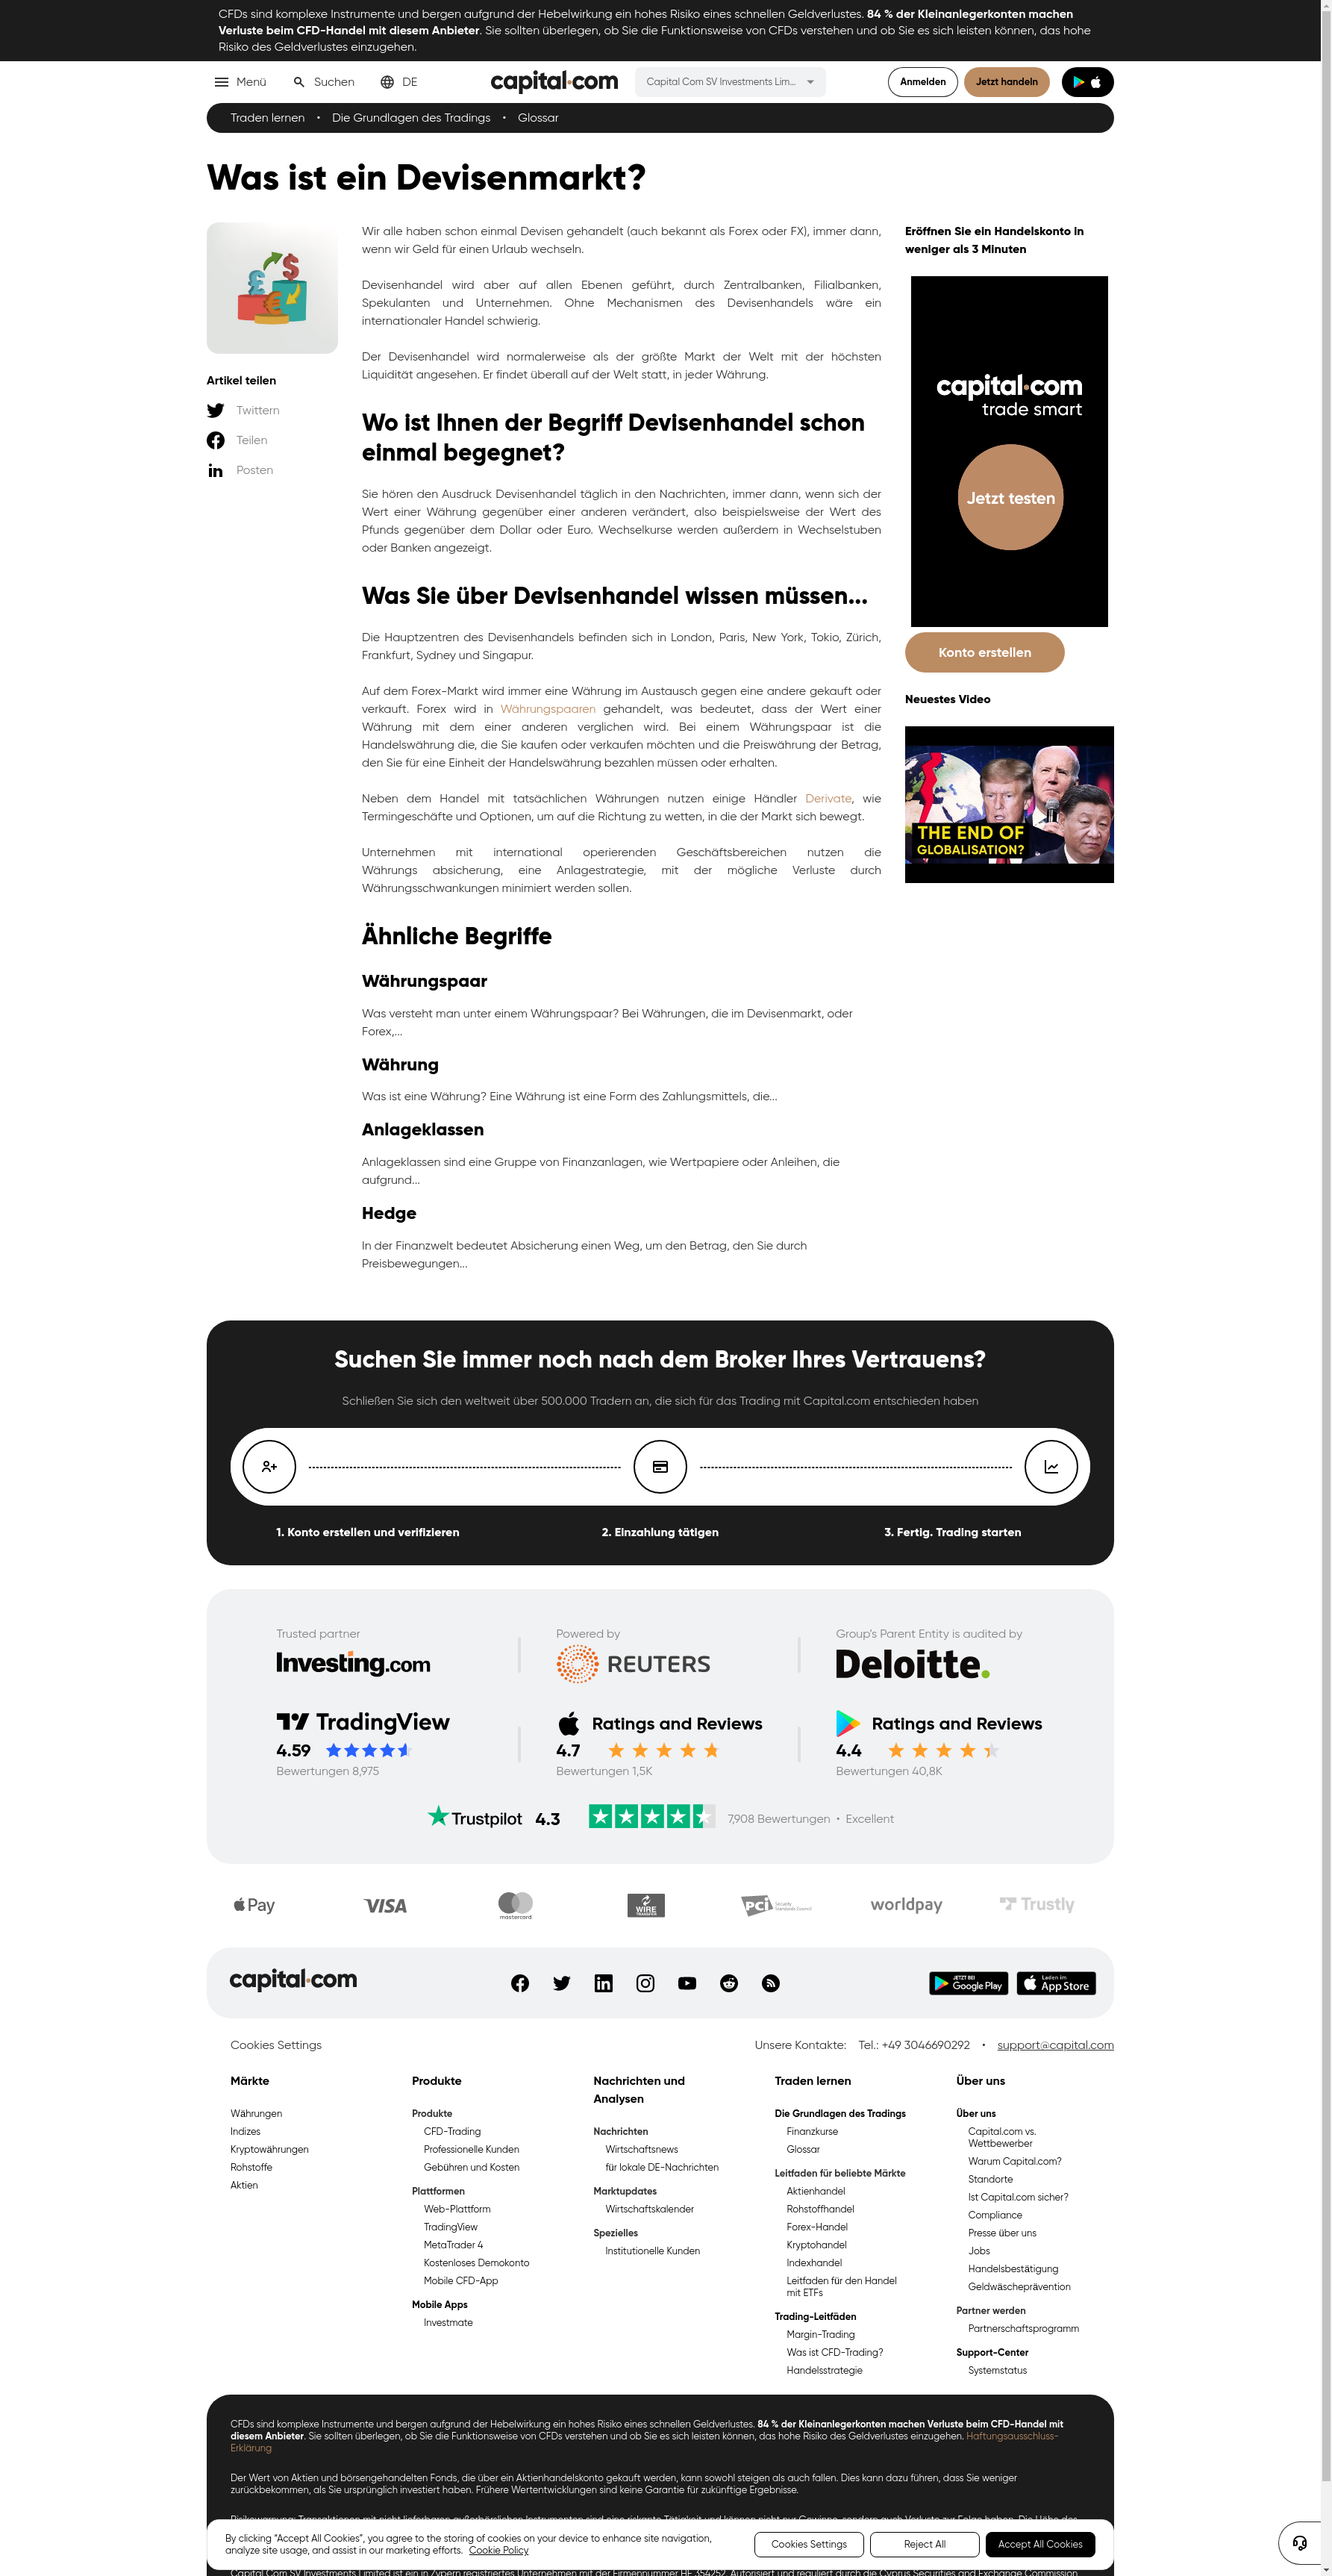 CFDs sind komplexe Instrumente und bergen aufgrund der Hebelwirkung ein hohes Risiko eines schnellen Geldverlustes. 84 % der Kleinanlegerkonten machen
Verluste beim CFD-Handel mit diesem Anbieter. Sie sollten überlegen, ob Sie die Funktionsweise von CFDs verstehen und ob Sie es sich leisten können, das hohe
Risiko des Geldverlustes einzugehen.
Menü
Suchen
DE
capital.com
Capital Com SV Investments Lim...
Anmelden
Jetzt handeln
Traden lernen • Die Grundlagen des Tradings • Glossar
Was ist ein Devisenmarkt?
Artikel teilen
Twittern
Teilen
Posten
Wir alle haben schon einmal Devisen gehandelt (auch bekannt als Forex oder FX), immer dann,
wenn wir Geld für einen Urlaub wechseln.
Devisenhandel wird aber auf allen Ebenen geführt, durch Zentralbanken, Filialbanken,
Spekulanten und Unternehmen. Ohne Mechanismen des Devisenhandels wäre ein
internationaler Handel schwierig.
Der Devisenhandel wird normalerweise als der größte Markt der Welt mit der höchsten
Liquidität angesehen. Er findet überall auf der Welt statt, in jeder Währung.
Wo ist Ihnen der Begriff Devisenhandel schon
einmal begegnet?
Sie hören den Ausdruck Devisenhandel täglich in den Nachrichten, immer dann, wenn sich der
Wert einer Währung gegenüber einer anderen verändert, also beispielsweise der Wert des
Pfunds gegenüber dem Dollar oder Euro. Wechselkurse werden außerdem in Wechselstuben
oder Banken angezeigt.
Was Sie über Devisenhandel wissen müssen...
Die Hauptzentren des Devisenhandels befinden sich in London, Paris, New York, Tokio, Zürich,
Frankfurt, Sydney und Singapur.
Auf dem Forex-Markt wird immer eine Währung im Austausch gegen eine andere gekauft oder
verkauft. Forex wird in Währungspaaren gehandelt, was bedeutet, dass der Wert einer
Währung mit dem einer anderen verglichen wird. Bei einem Währungspaar ist die
Handelswährung die, die Sie kaufen oder verkaufen möchten und die Preiswährung der Betrag,
den Sie für eine Einheit der Handelswährung bezahlen müssen oder erhalten.
Neben dem Handel mit tatsächlichen Währungen nutzen einige Händler Derivate, wie
Termingeschäfte und Optionen, um auf die Richtung zu wetten, in die der Markt sich bewegt.
Unternehmen mit international operierenden Geschäftsbereichen nutzen die
Währungs absicherung, eine Anlagestrategie, mit der mögliche Verluste durch
Währungsschwankungen minimiert werden sollen.
Ähnliche Begriffe
Währungspaar
Was versteht man unter einem Währungspaar? Bei Währungen, die im Devisenmarkt, oder
Forex,...
Währung
Was ist eine Währung? Eine Währung ist eine Form des Zahlungsmittels, die...
Anlageklassen
Anlageklassen sind eine Gruppe von Finanzanlagen, wie Wertpapiere oder Anleihen, die
aufgrund...
Hedge
In der Finanzwelt bedeutet Absicherung einen Weg, um den Betrag, den Sie durch
Preisbewegungen...
Eröffnen Sie ein Handelskonto in
weniger als 3 Minuten
capital.com
trade smart
Jetzt testen
Konto erstellen
Neuestes Video
THE END OF
GLOBALISATION?
Suchen Sie immer noch nach dem Broker Ihres Vertrauens?
Schließen Sie sich den weltweit über 500.000 Tradern an, die sich für das Trading mit Capital.com entschieden haben
1. Konto erstellen und verifizieren
2. Einzahlung tätigen
3. Fertig. Trading starten
Trusted partner
Investing.com
Powered by
REUTERS
Group's Parent Entity is audited by
Deloitte.
TradingView
4.59
Bewertungen 8,975
Ratings and Reviews
4.7
Bewertungen 1,5K
Ratings and Reviews
4.4
Bewertungen 40,8K
Trustpilot 4.3
7,908 Bewertungen • Excellent
Pay
VISA
mastercard
WIRE
TRANSFER
PCI Security
Standards Council
worldpay
Trustly
capital.com
JETZT BEI
Google Play
Laden im
App Store
Cookies Settings
Unsere Kontakte: Tel.: +49 3046690292 • support@capital.com
Märkte
Währungen
Indizes
Kryptowährungen
Rohstoffe
Aktien
Produkte
Produkte
CFD-Trading
Professionelle Kunden
Gebühren und Kosten
Plattformen
Web-Plattform
TradingView
MetaTrader 4
Kostenloses Demokonto
Mobile CFD-App
Mobile Apps
Investmate
Nachrichten und
Analysen
Nachrichten
Wirtschaftsnews
für lokale DE-Nachrichten
Marktupdates
Wirtschaftskalender
Spezielles
Institutionelle Kunden
Traden lernen
Die Grundlagen des Tradings
Finanzkurse
Glossar
Leitfaden für beliebte Märkte
Aktienhandel
Rohstoffhandel
Forex-Handel
Kryptohandel
Indexhandel
Leitfaden für den Handel
mit ETFs
Trading-Leitfäden
Margin-Trading
Was ist CFD-Trading?
Handelsstrategie
Über uns
Über uns
Capital.com vs.
Wettbewerber
Warum Capital.com?
Standorte
Ist Capital.com sicher?
Compliance
Presse über uns
Jobs
Handelsbestätigung
Geldwäscheprävention
Partner werden
Partnerschaftsprogramm
Support-Center
Systemstatus
CFDs sind komplexe Instrumente und bergen aufgrund der Hebelwirkung ein hohes Risiko eines schnellen Geldverlustes. 84 % der Kleinanlegerkonten machen Verluste beim CFD-Handel mit
diesem Anbieter. Sie sollten überlegen, ob Sie die Funktionsweise von CFDs verstehen und ob Sie es sich leisten können, das hohe Risiko des Geldverlustes einzugehen. Haftungsausschluss-
Erklärung
Der Wert von Aktien und börsengehandelten Fonds, die über ein Aktienhandelskonto gekauft werden, kann sowohl steigen als auch fallen. Dies kann dazu führen, dass Sie weniger
zurückbekommen, als Sie ursprünglich investiert haben. Frühere Wertentwicklungen sind keine Garantie für zukünftige Ergebnisse.
By clicking "Accept All Cookies", you agree to the storing of cookies on your device to enhance site navigation,
analyze site usage, and assist in our marketing efforts. Cookie Policy
Cookies Settings
Reject All
Accept All Cookies